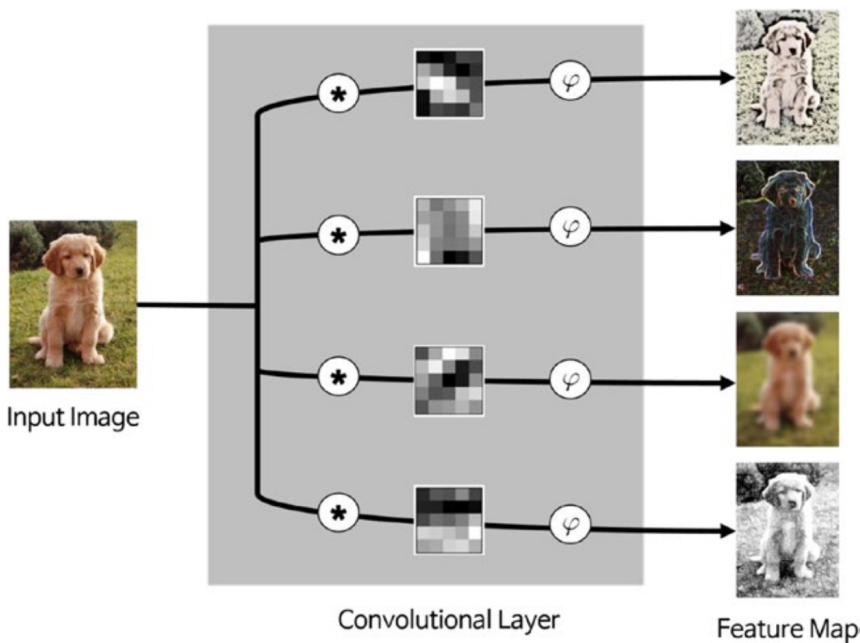 *
φ
*
φ
Input Image
*
φ
*
φ
Convolutional Layer
Feature Map